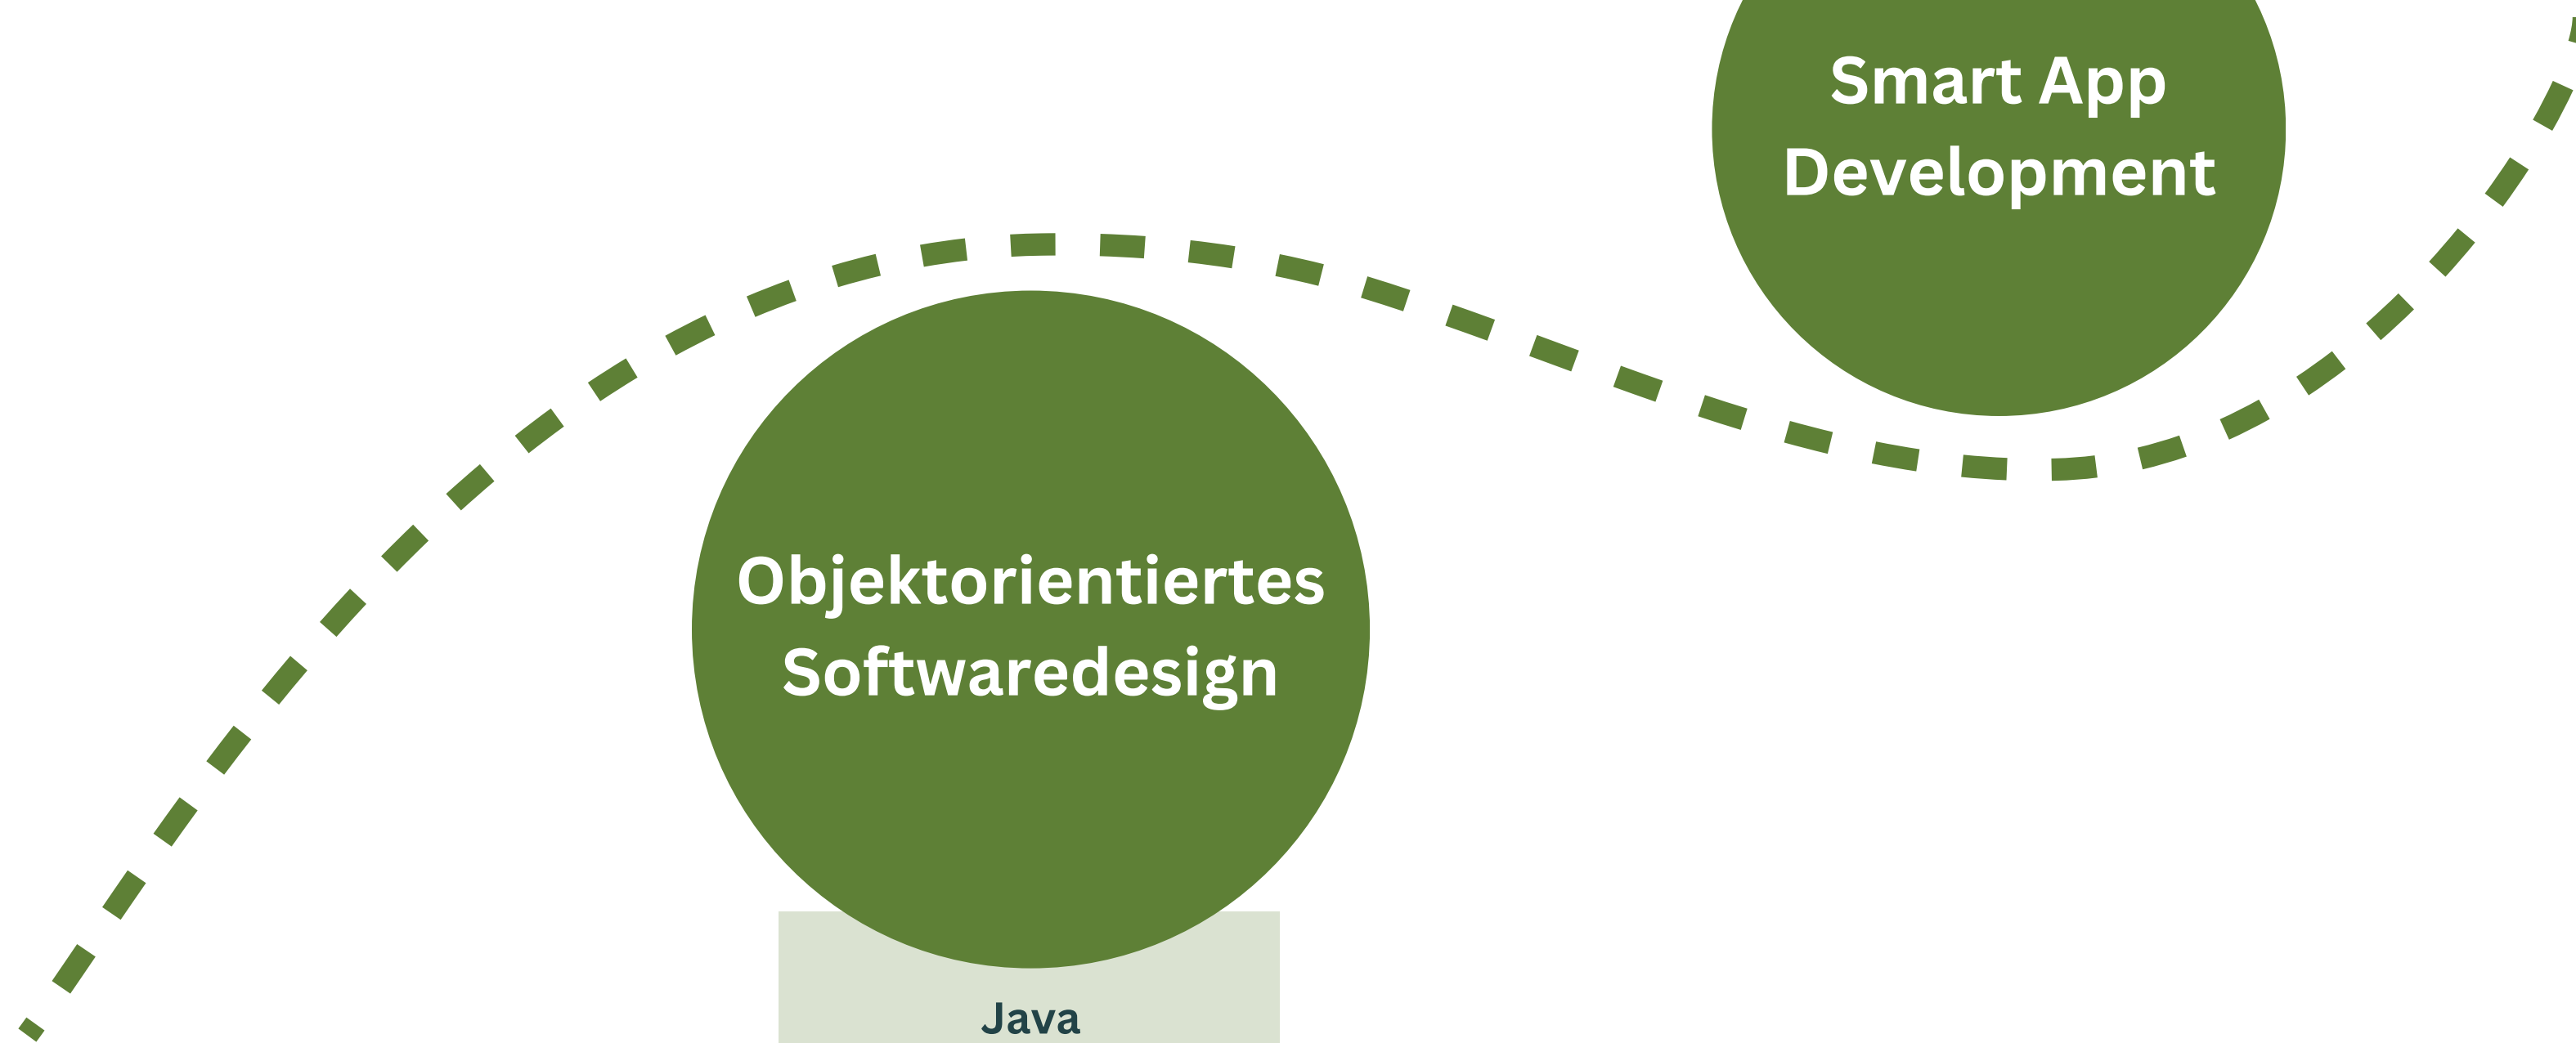 Smart App
Development
Objektorientiertes
Softwaredesign
Java